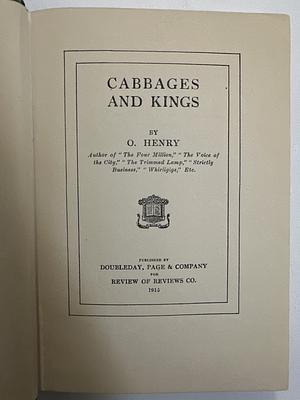 CABBAGES
AND KINGS
BY
O. HENRY
Author of "The Four Million," "The Voice of
the City," "The Trimmed Lamp," "Strictly
Business," "Whirligigs," Etc.
PUBLISHED BY
DOUBLEDAY, PAGE & COMPANY
FOR
REVIEW OF REVIEWS CO.
1915